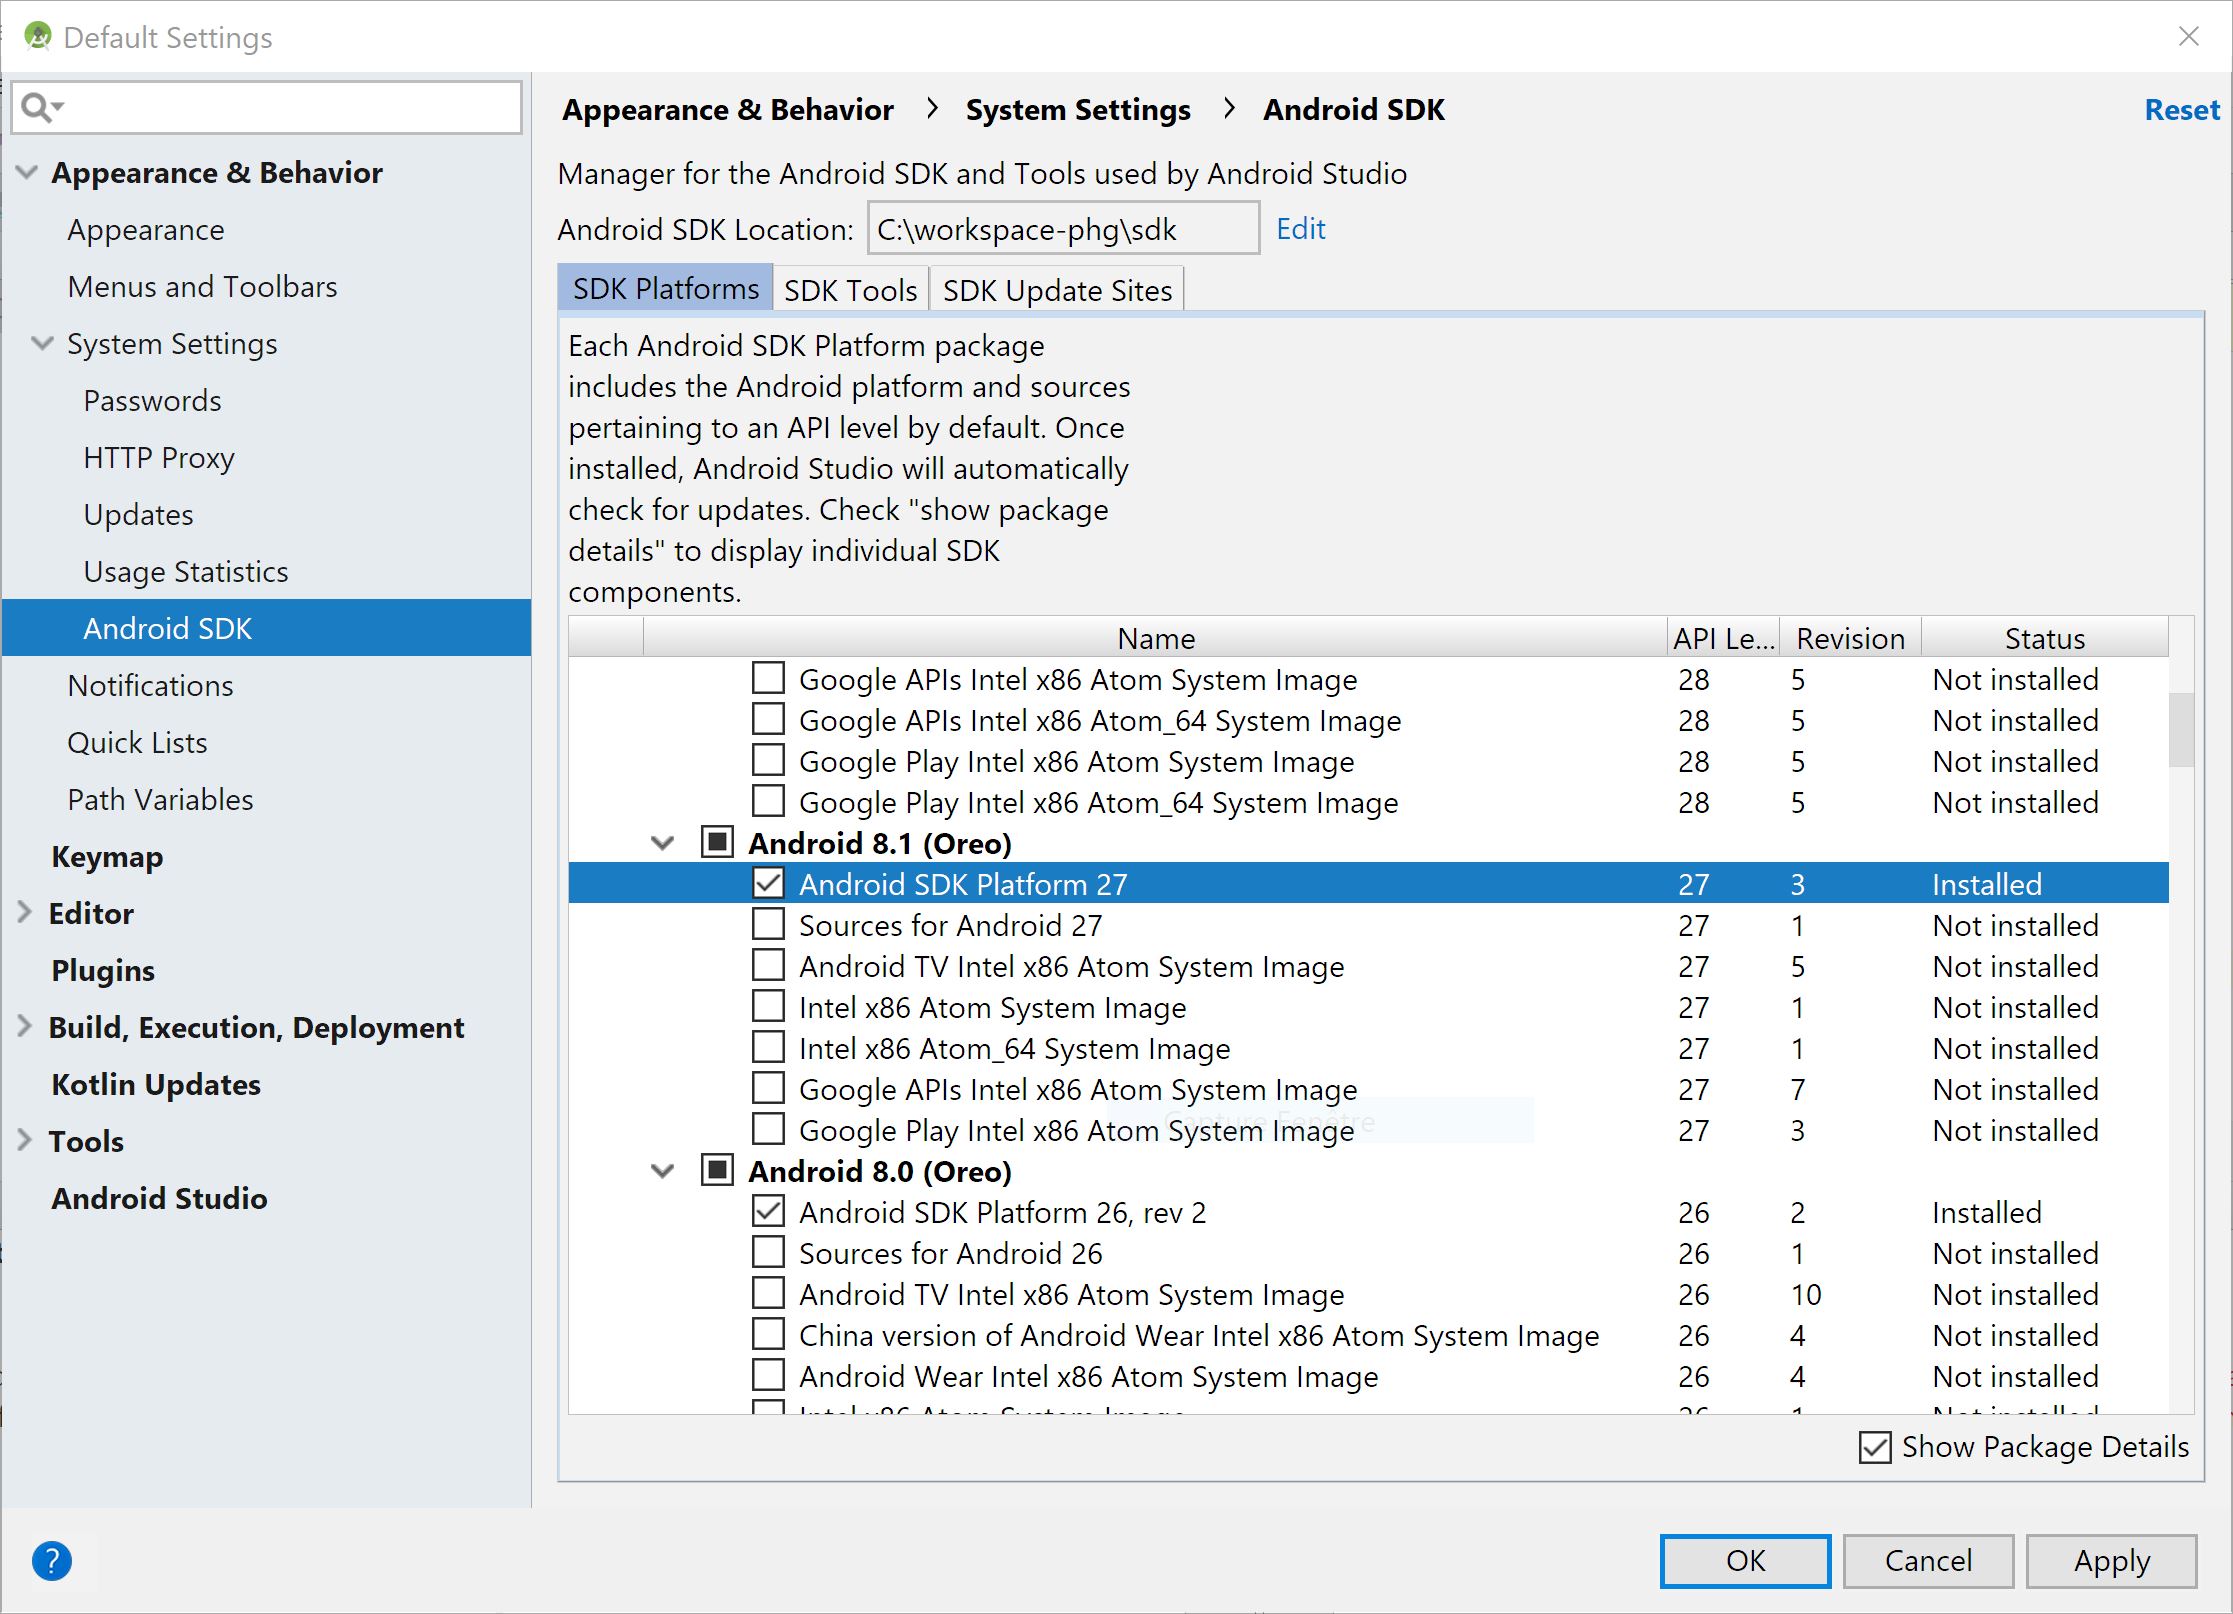 Default Settings
Appearance & Behavior
Appearance
Menus and Toolbars
System Settings
Passwords
HTTP Proxy
Updates
Usage Statistics
Android SDK
Notifications
Quick Lists
Path Variables
Keymap
Editor
Plugins
Build, Execution, Deployment
Kotlin Updates
Tools
Android Studio
Appearance & Behavior > System Settings > Android SDK
Reset
Manager for the Android SDK and Tools used by Android Studio
Android SDK Location: C:\workspace-phg\sdk Edit
SDK Platforms SDK Tools SDK Update Sites
Each Android SDK Platform package
includes the Android platform and sources
pertaining to an API level by default. Once
installed, Android Studio will automatically
check for updates. Check "show package
details" to display individual SDK
components.
Name API Le... Revision Status
Google APIs Intel x86 Atom System Image 28 5 Not installed
Google APIs Intel x86 Atom_64 System Image 28 5 Not installed
Google Play Intel x86 Atom System Image 28 5 Not installed
Google Play Intel x86 Atom_64 System Image 28 5 Not installed
Android 8.1 (Oreo)
Android SDK Platform 27 27 3 Installed
Sources for Android 27 27 1 Not installed
Android TV Intel x86 Atom System Image 27 5 Not installed
Intel x86 Atom System Image 27 1 Not installed
Intel x86 Atom_64 System Image 27 1 Not installed
Google APIs Intel x86 Atom System Image 27 7 Not installed
Capture Fenêtre
Google Play Intel x86 Atom System Image 27 3 Not installed
Android 8.0 (Oreo)
Android SDK Platform 26, rev 2 26 2 Installed
Sources for Android 26 26 1 Not installed
Android TV Intel x86 Atom System Image 26 10 Not installed
China version of Android Wear Intel x86 Atom System Image 26 4 Not installed
Android Wear Intel x86 Atom System Image 26 4 Not installed
Intel x86 Atom System Image 26 1 Not installed
Show Package Details
?
OK Cancel Apply